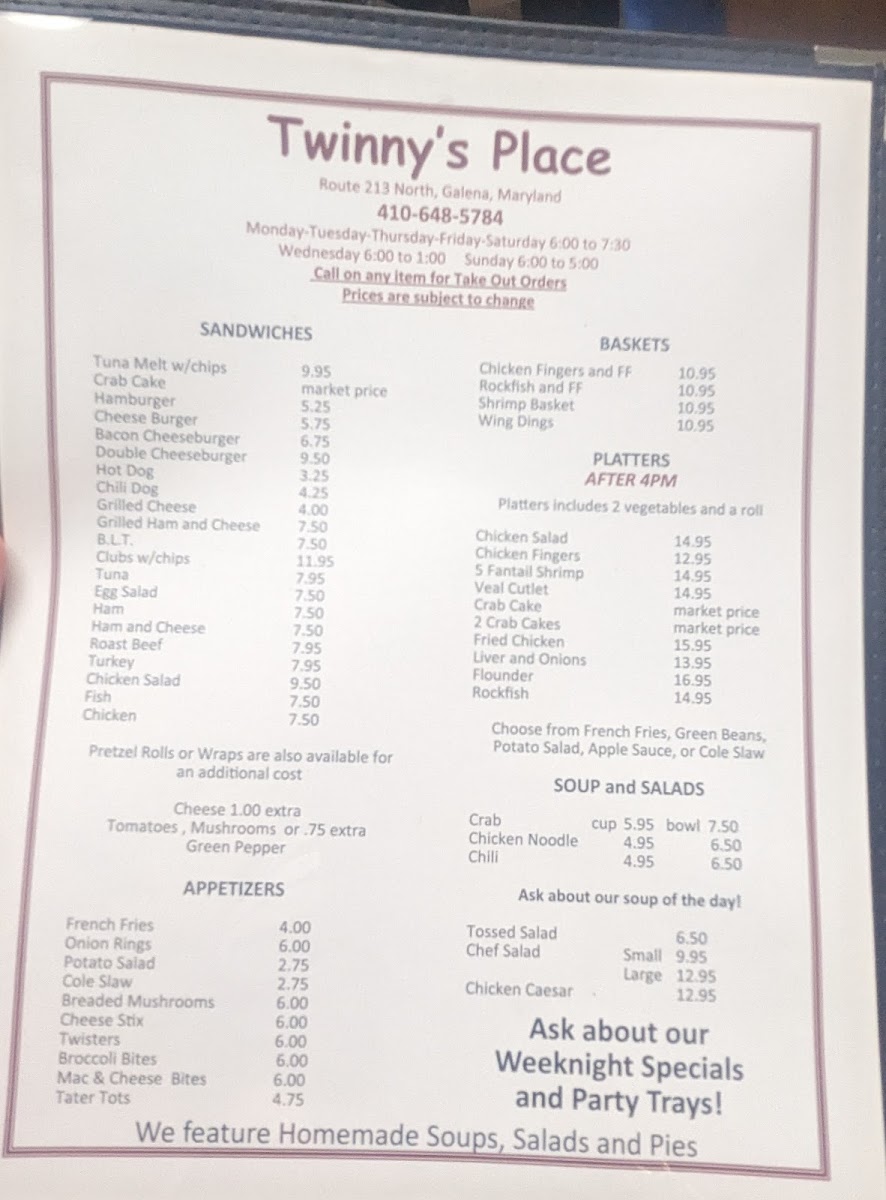 Twinny's Place
Route 213 North, Galena, Maryland
410-648-5784
Monday-Tuesday-Thursday-Friday-Saturday 6:00 to 7:30
Wednesday 6:00 to 1:00 Sunday 6:00 to 5:00
Call on any item for Take Out Orders
Prices are subject to change
SANDWICHES
Tuna Melt w/chips 9.95
Crab Cake market price
Hamburger 5.25
Cheese Burger 5.75
Bacon Cheeseburger 6.75
Double Cheeseburger 9.50
Hot Dog 3.25
Chili Dog 4.25
Grilled Cheese 4.00
Grilled Ham and Cheese 7.50
B.L.T. 7.50
Clubs w/chips 11.95
Tuna 7.95
Egg Salad 7.50
Ham 7.50
Ham and Cheese 7.50
Roast Beef 7.95
Turkey 7.95
Chicken Salad 9.50
Fish 7.50
Chicken 7.50
Pretzel Rolls or Wraps are also available for
an additional cost
Cheese 1.00 extra
Tomatoes , Mushrooms or .75 extra
Green Pepper
APPETIZERS
French Fries 4.00
Onion Rings 6.00
Potato Salad 2.75
Cole Slaw 2.75
Breaded Mushrooms 6.00
Cheese Stix 6.00
Twisters 6.00
Broccoli Bites 6.00
Mac & Cheese Bites 6.00
Tater Tots 4.75
BASKETS
Chicken Fingers and FF 10.95
Rockfish and FF 10.95
Shrimp Basket 10.95
Wing Dings 10.95
PLATTERS
AFTER 4PM
Platters includes 2 vegetables and a roll
Chicken Salad 14.95
Chicken Fingers 12.95
5 Fantail Shrimp 14.95
Veal Cutlet 14.95
Crab Cake market price
2 Crab Cakes market price
Fried Chicken 15.95
Liver and Onions 13.95
Flounder 16.95
Rockfish 14.95
Choose from French Fries, Green Beans,
Potato Salad, Apple Sauce, or Cole Slaw
SOUP and SALADS
Crab cup 5.95 bowl 7.50
Chicken Noodle 4.95 6.50
Chili 4.95 6.50
Ask about our soup of the day!
Tossed Salad 6.50
Chef Salad Small 9.95
Large 12.95
Chicken Caesar 12.95
Ask about our
Weeknight Specials
and Party Trays!
We feature Homemade Soups, Salads and Pies